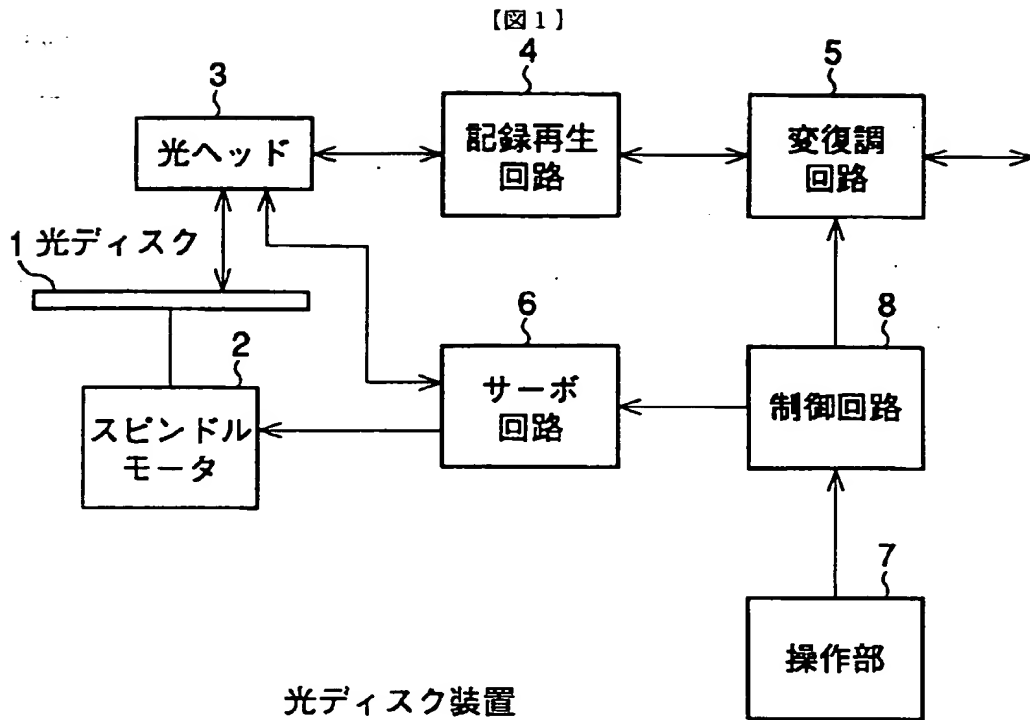 【図1】
3
光ヘッド
4
記録再生
回路
5
変復調
回路
1 光ディスク
2
スピンドル
モータ
6
サーボ
回路
8
制御回路
7
操作部
光ディスク装置